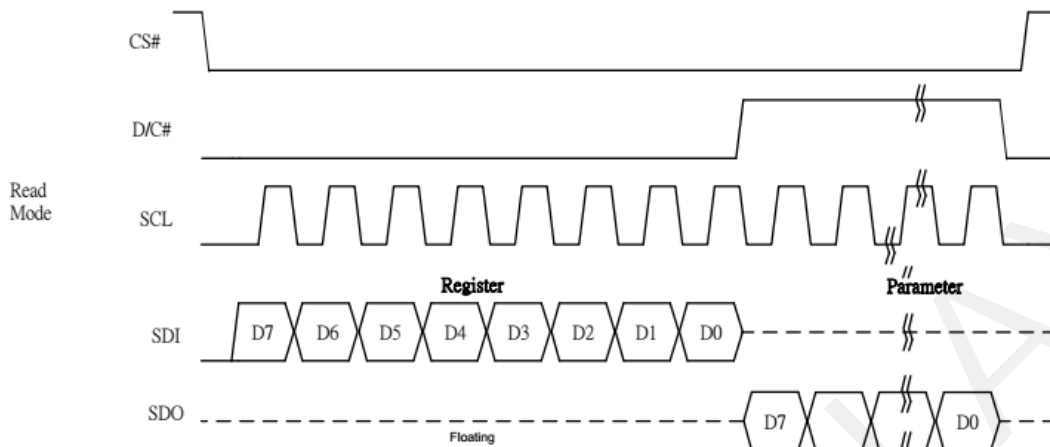 CS#
D/C#
Read
Mode
SCL
Register
Parameter
SDI
D7 D6 D5 D4 D3 D2 D1 D0
SDO
D7 D0
Floating